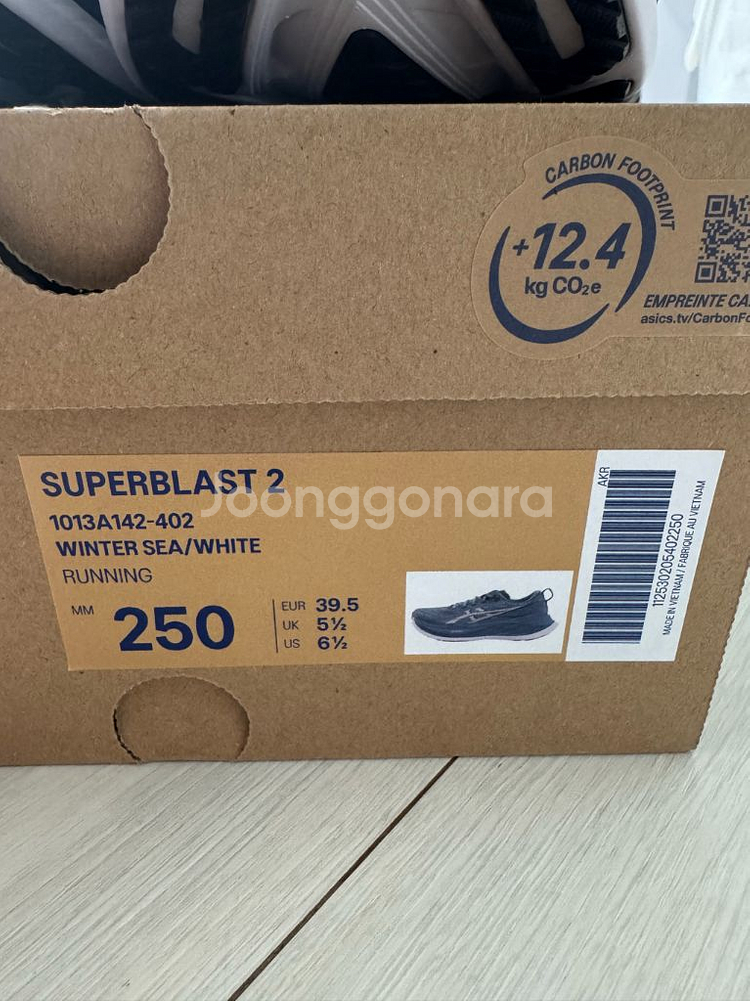 CARBON FOOTPRINT
+12.4
kg CO₂e
EMPREINTE CA
asics.tv/CarbonFo
SUPERBLAST 2
Joonggonara
1013A142-402
WINTER SEA/WHITE
RUNNING
MM 250
EUR 39.5
UK 5½
US 6½
AKR
1125302054022​50
MADE IN VIETNAM / FABRIQUE AU VIETNAM